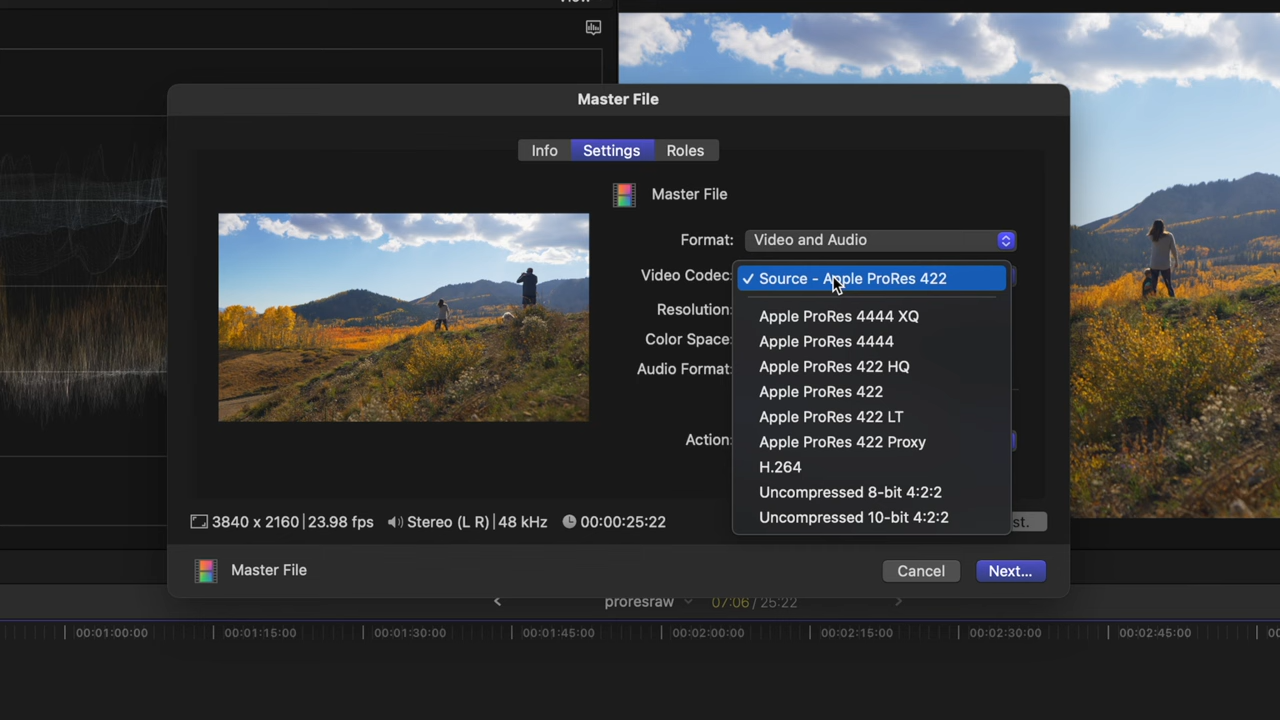 Master File
Info Settings Roles
Master File
Format: Video and Audio
Video Codec: ✓ Source - Apple ProRes 422
Resolution:
Apple ProRes 4444 XQ
Color Space:
Apple ProRes 4444
Audio Format:
Apple ProRes 422 HQ
Apple ProRes 422
Apple ProRes 422 LT
Action:
Apple ProRes 422 Proxy
H.264
Uncompressed 8-bit 4:2:2
Uncompressed 10-bit 4:2:2
3840 x 2160 | 23.98 fps Stereo (L R) | 48 kHz 00:00:25:22
Master File Cancel Next...
< proresraw 07:06 / 25:22 >
00:01:00:00 00:01:15:00 00:01:30:00 00:01:45:00 00:02:00:00 00:02:15:00 00:02:30:00 00:02:45:00